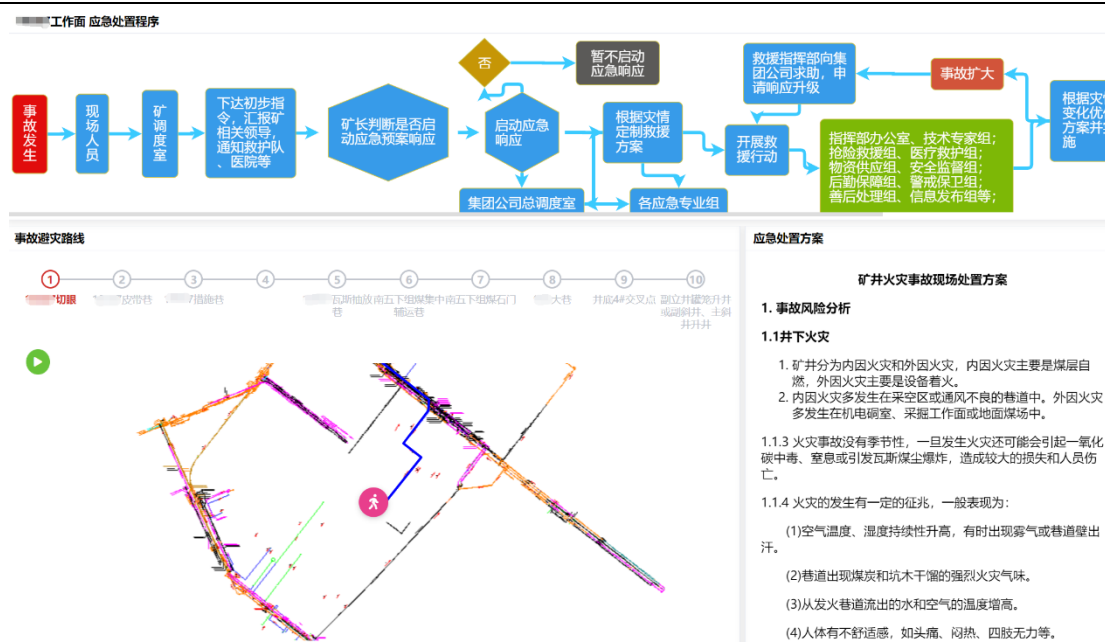 工作面 应急处置程序
事故发生
现场人员
矿调度室
下达初步指
令，汇报矿
相关领导，
通知救护队
、医院等
矿长判断是否启
动应急预案响应
否
暂不启动
应急响应
启动应急
响应
集团公司总调度室
根据灾情
定制救援
方案
各应急专业组
救援指挥部向集
团公司求助，申
请响应升级
开展救
援行动
事故扩大
指挥部办公室、技术专家组；
抢险救援组、医疗救护组；
物资供应组、安全监督组；
后勤保障组、警戒保卫组；
善后处理组、信息发布组等；
根据灾
变化优
方案并
施
事故避灾路线
1
2
3
4
5
6
7
8
9
10
切眼
皮带巷
措施巷
瓦斯抽放
巷
南五下组煤集中
辅运巷
南五下组煤石门
大巷
井底4#交叉点
副立井罐笼升井
或副斜井、主斜
井升井
应急处置方案
矿井火灾事故现场处置方案
1. 事故风险分析
1.1井下火灾
1. 矿井分为内因火灾和外因火灾，内因火灾主要是煤层自
燃，外因火灾主要是设备着火。
2. 内因火灾多发生在采空区或通风不良的巷道中。外因火灾
多发生在机电硐室、采掘工作面或地面煤场中。
1.1.3 火灾事故没有季节性，一旦发生火灾还可能会引起一氧化
碳中毒、窒息或引发瓦斯煤尘爆炸，造成较大的损失和人员伤
亡。
1.1.4 火灾的发生有一定的征兆，一般表现为：
(1)空气温度、湿度持续性升高，有时出现雾气或巷道壁出
汗。
(2)巷道出现煤炭和坑木干馏的强烈火灾气味。
(3)从发火巷道流出的水和空气的温度增高。
(4)人体有不舒适感，如头痛、闷热、四肢无力等。